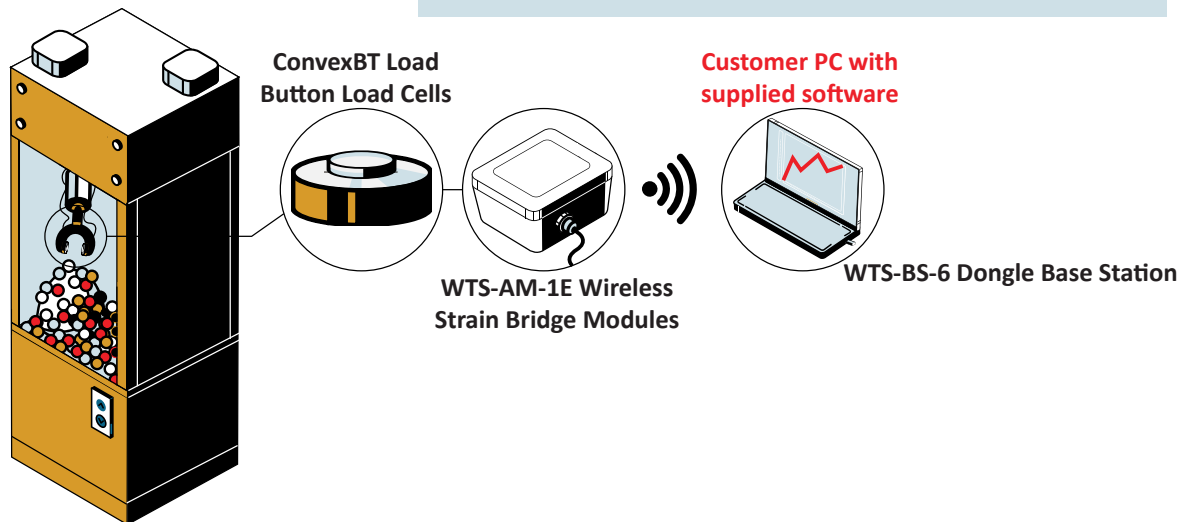 ConvexBT Load
Button Load Cells
Customer PC with
supplied software
WTS-AM-1E Wireless
Strain Bridge Modules
WTS-BS-6 Dongle Base Station